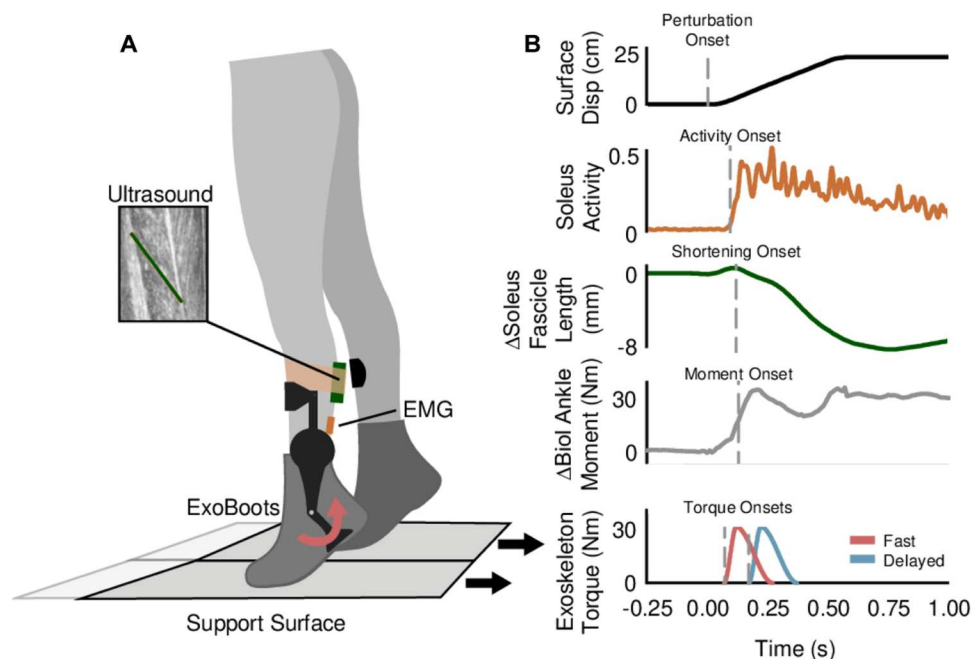 A
Ultrasound
EMG
ExoBoots
Support Surface
B
Perturbation
Onset
Surface
Disp (cm)
25
0
Activity Onset
Soleus
Activity
0.5
0
Shortening Onset
ΔSoleus
Fascicle
Length
(mm)
0
-8
Moment Onset
ΔBiol Ankle
Moment (Nm)
30
0
Torque Onsets
Exoskeleton
Torque (Nm)
30
0
Fast
Delayed
-0.25 0.00 0.25 0.50 0.75 1.00
Time (s)